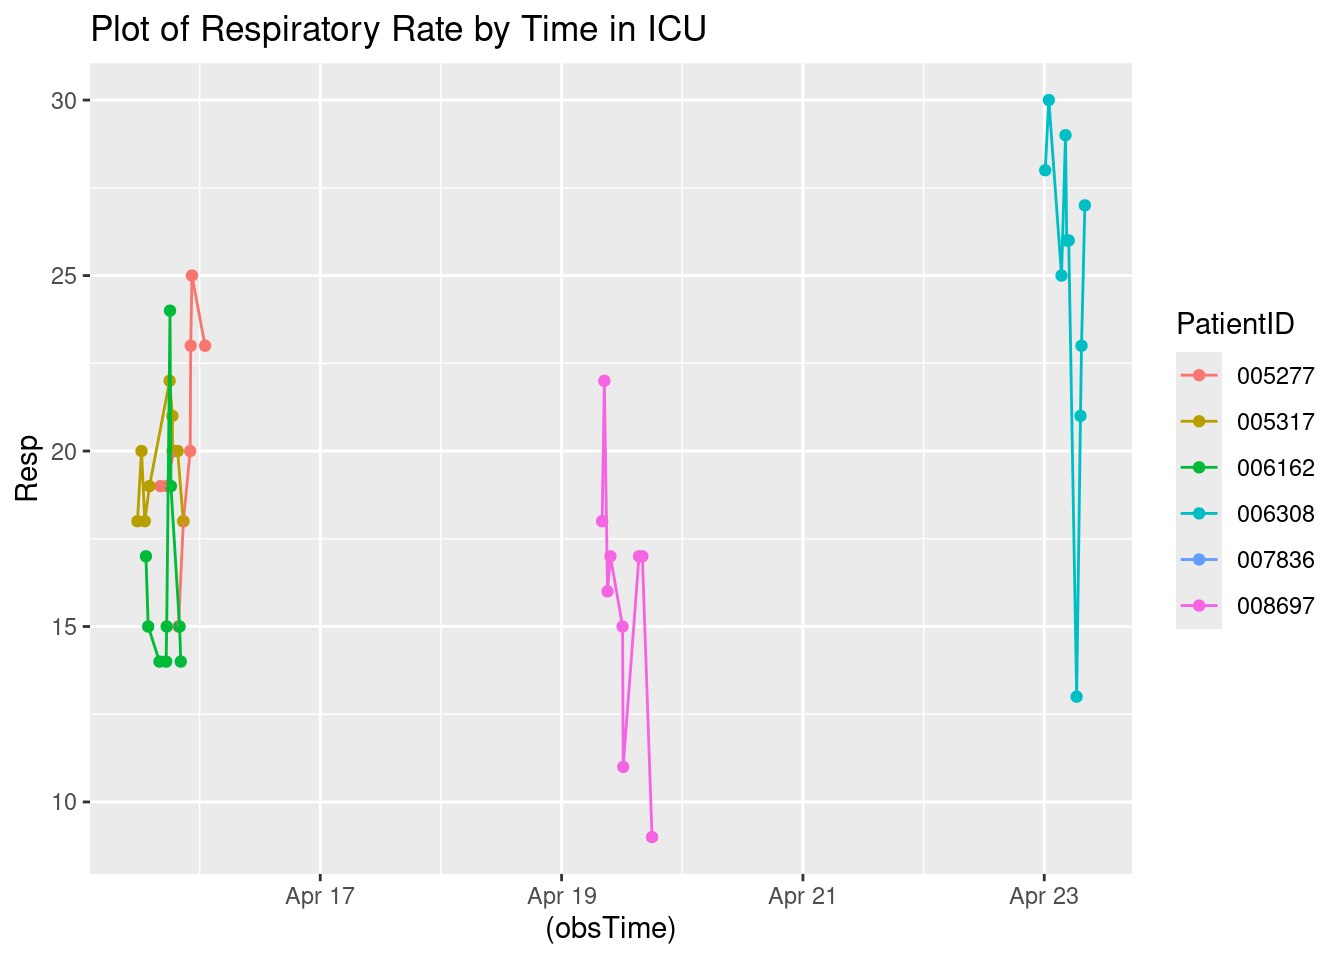 Plot of Respiratory Rate by Time in ICU
30
25
20
15
10
Resp
Apr 17
Apr 19
Apr 21
Apr 23
(obsTime)
PatientID
005277
005317
006162
006308
007836
008697